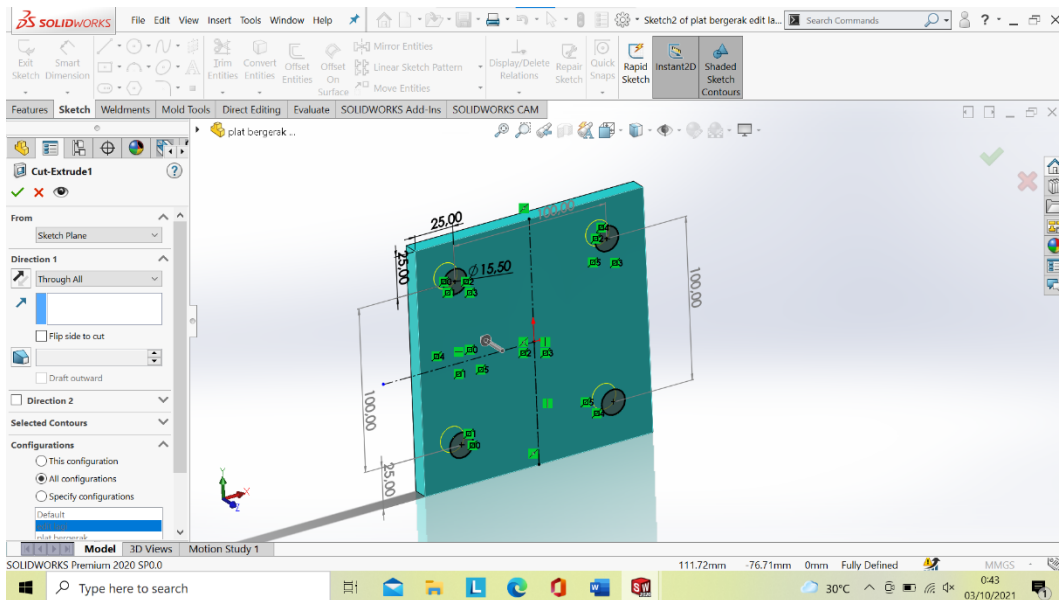 SOLIDWORKS File Edit View Insert Tools Window Help Sketch2 of plat bergerak edit la... Search Commands
Exit Sketch Smart Dimension Trim Entities Convert Entities Offset Entities Offset On Surface Mirror Entities Linear Sketch Pattern Move Entities Display/Delete Relations Repair Sketch Quick Snaps Rapid Sketch Instant2D Shaded Sketch Contours
Features Sketch Weldments Mold Tools Direct Editing Evaluate SOLIDWORKS Add-Ins SOLIDWORKS CAM
plat bergerak ...
Cut-Extrude1
From
Sketch Plane
Direction 1
Through All
Flip side to cut
Draft outward
Direction 2
Selected Contours
Configurations
This configuration
All configurations
Specify configurations
Default
plat bergerak
25,00
100,00
25,00
Ø15,50
100,00
100,00
25,00
Y
X
Z
Model 3D Views Motion Study 1
SOLIDWORKS Premium 2020 SP0.0 111.72mm -76.71mm 0mm Fully Defined MMGS
Type here to search
30°C
0:43
03/10/2021